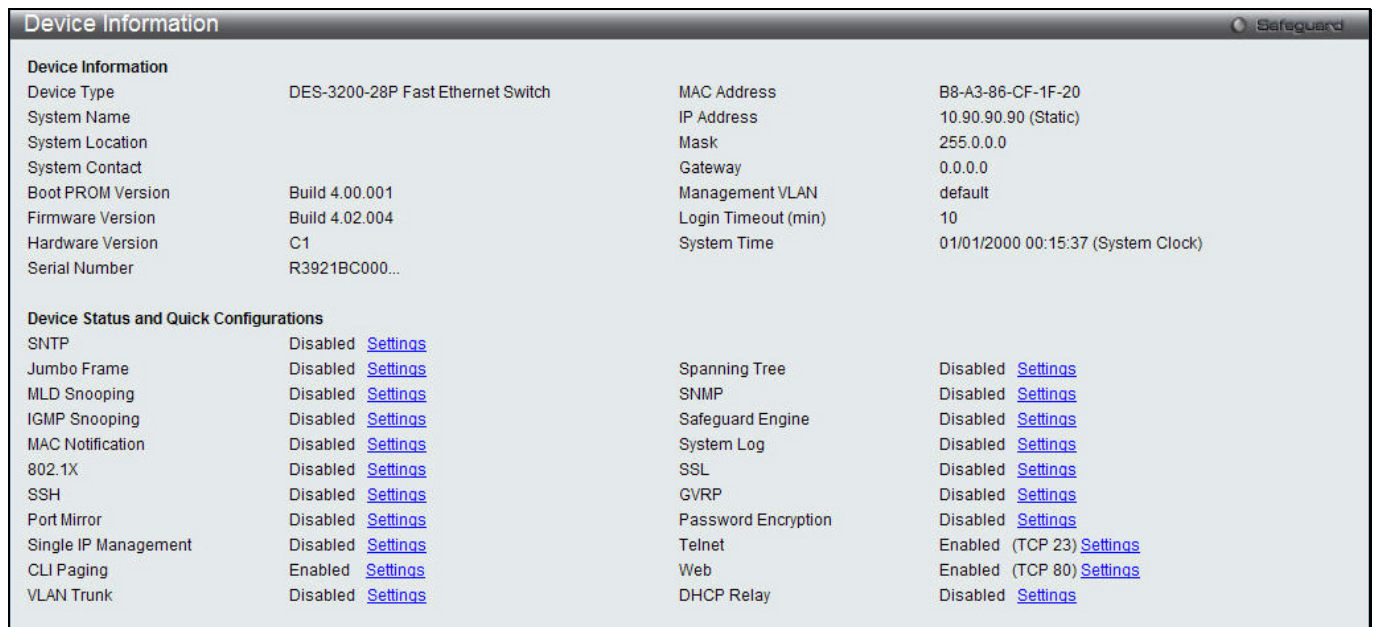 Device Information
Safeguard
Device Information
Device Type DES-3200-28P Fast Ethernet Switch MAC Address B8-A3-86-CF-1F-20
System Name IP Address 10.90.90.90 (Static)
System Location Mask 255.0.0.0
System Contact Gateway 0.0.0.0
Boot PROM Version Build 4.00.001 Management VLAN default
Firmware Version Build 4.02.004 Login Timeout (min) 10
Hardware Version C1 System Time 01/01/2000 00:15:37 (System Clock)
Serial Number R3921BC000...
Device Status and Quick Configurations
SNTP Disabled Settings
Jumbo Frame Disabled Settings Spanning Tree Disabled Settings
MLD Snooping Disabled Settings SNMP Disabled Settings
IGMP Snooping Disabled Settings Safeguard Engine Disabled Settings
MAC Notification Disabled Settings System Log Disabled Settings
802.1X Disabled Settings SSL Disabled Settings
SSH Disabled Settings GVRP Disabled Settings
Port Mirror Disabled Settings Password Encryption Disabled Settings
Single IP Management Disabled Settings Telnet Enabled (TCP 23) Settings
CLI Paging Enabled Settings Web Enabled (TCP 80) Settings
VLAN Trunk Disabled Settings DHCP Relay Disabled Settings